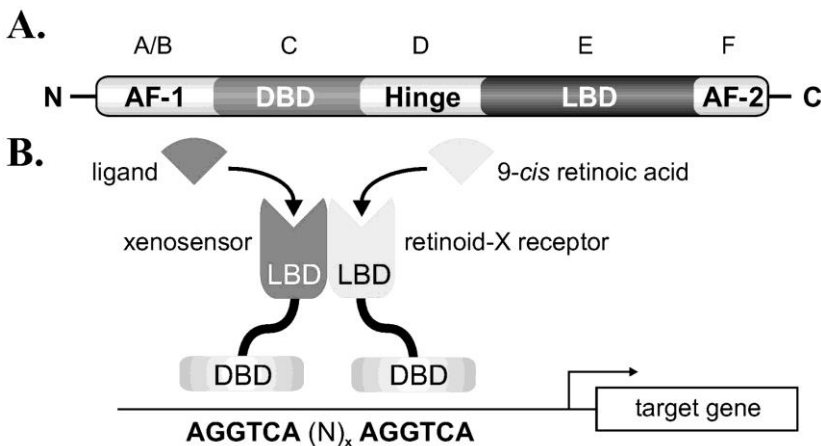 A.
A/B C D E F
N AF-1 DBD Hinge LBD AF-2 C
B.
ligand 9-cis retinoic acid
xenosensor retinoid-X receptor
LBD LBD
DBD DBD
target gene
AGGTCA (N)x AGGTCA